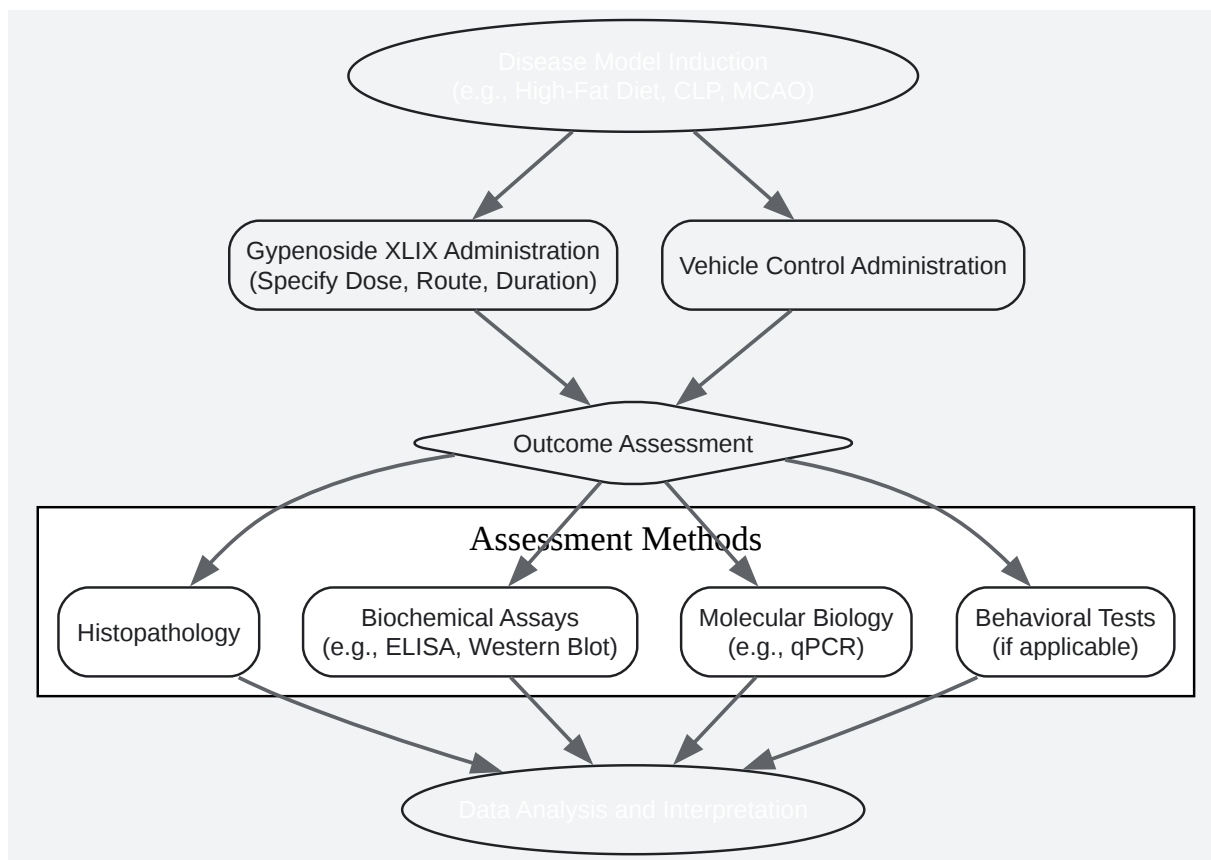 Disease Model Induction
(e.g., High-Fat Diet, CLP, MCAO)
Gypenoside XLIX Administration
(Specify Dose, Route, Duration)
Vehicle Control Administration
Outcome Assessment
Assessment Methods
Histopathology
Biochemical Assays
(e.g., ELISA, Western Blot)
Molecular Biology
(e.g., qPCR)
Behavioral Tests
(if applicable)
Data Analysis and Interpretation